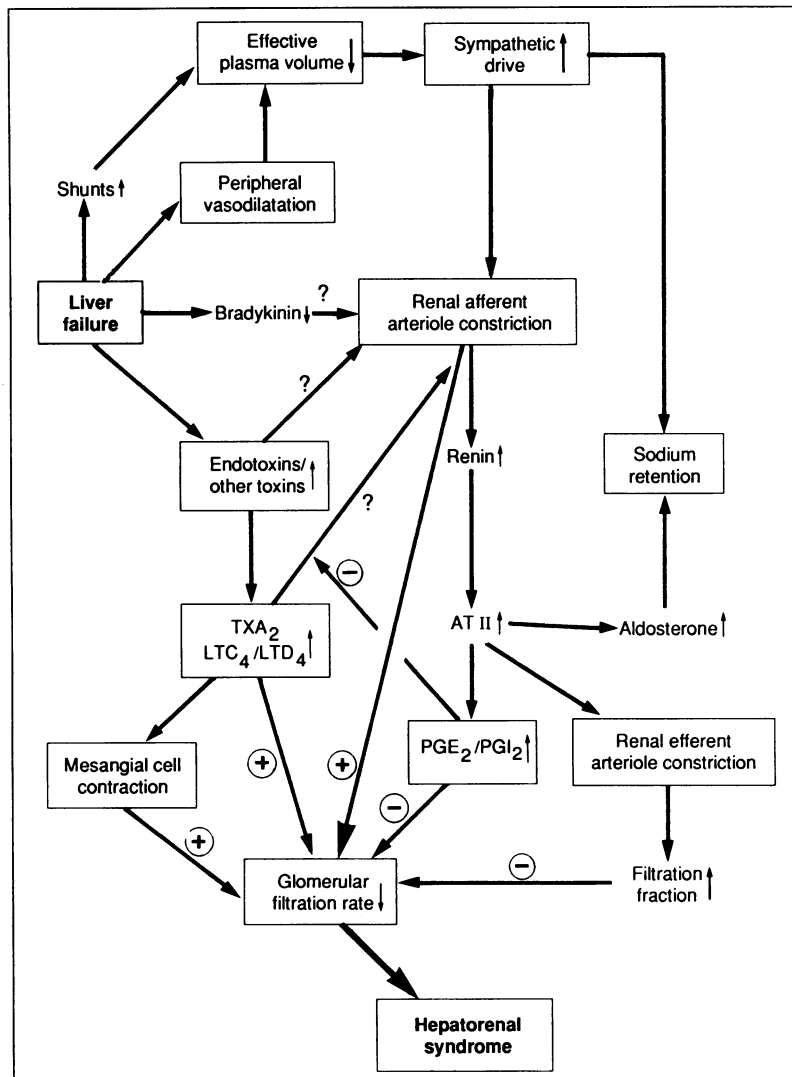 Effective
plasma volume ↓
Sympathetic
drive ↑
Shunts ↑
Peripheral
vasodilatation
Liver
failure
Bradykinin ↓
?
Renal afferent
arteriole constriction
?
Endotoxins/
other toxins ↑
Renin ↑
Sodium
retention
?
−
TXA2
LTC4/LTD4 ↑
AT II ↑
Aldosterone ↑
Mesangial cell
contraction
+
+
PGE2/PGI2 ↑
Renal efferent
arteriole constriction
+
−
Glomerular
filtration rate ↓
−
Filtration
fraction ↑
Hepatorenal
syndrome